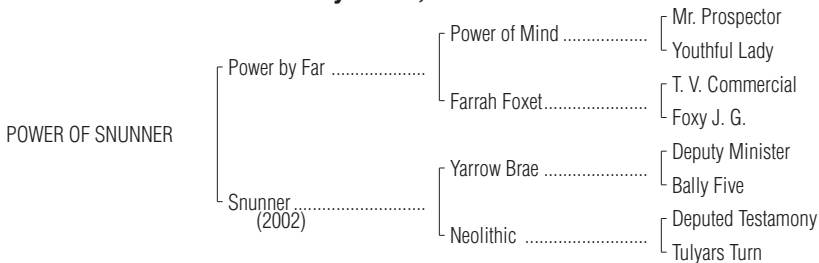 Mr. Prospector
Power of Mind ....................
Youthful Lady
Power by Far .....................
T. V. Commercial
Farrah Foxet.......................
Foxy J. G.
POWER OF SNUNNER
Deputy Minister
Yarrow Brae .......................
Bally Five
Snunner .............................
(2002)
Deputed Testamony
Neolithic ...........................
Tulyars Turn